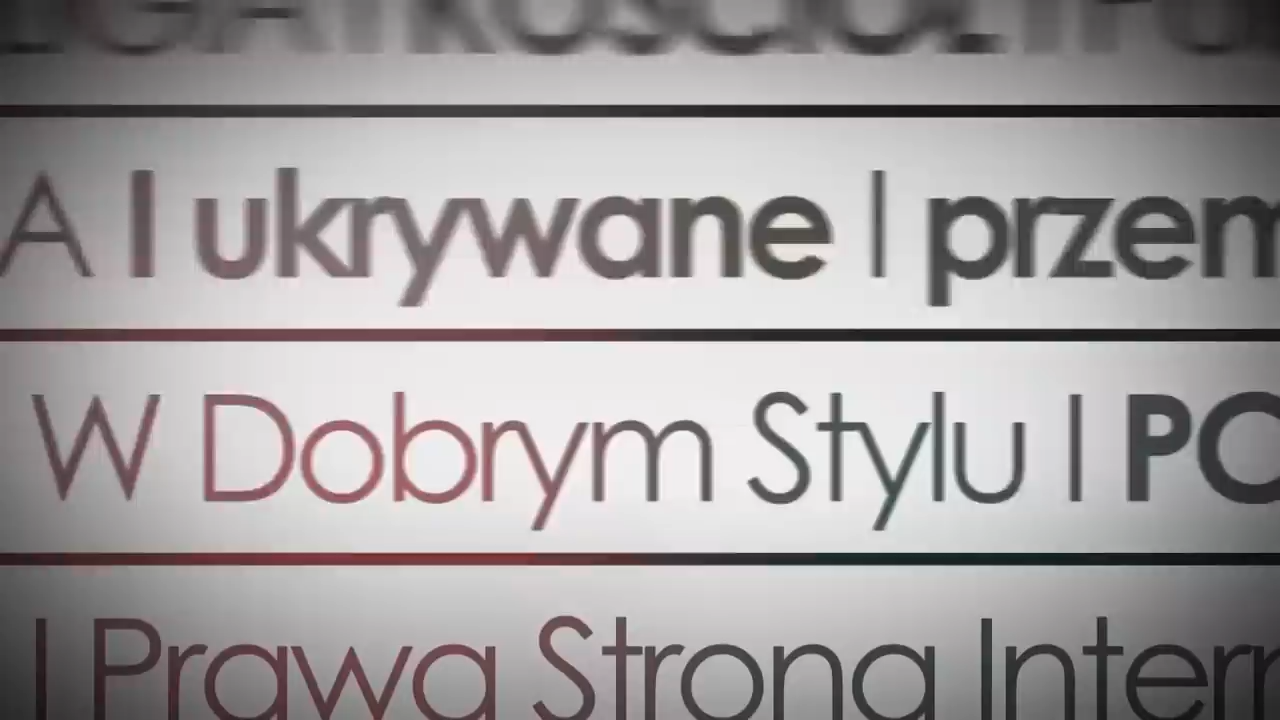 A I ukrywane I przem
W Dobrym Stylu I PO
I Prawa Strona Intern